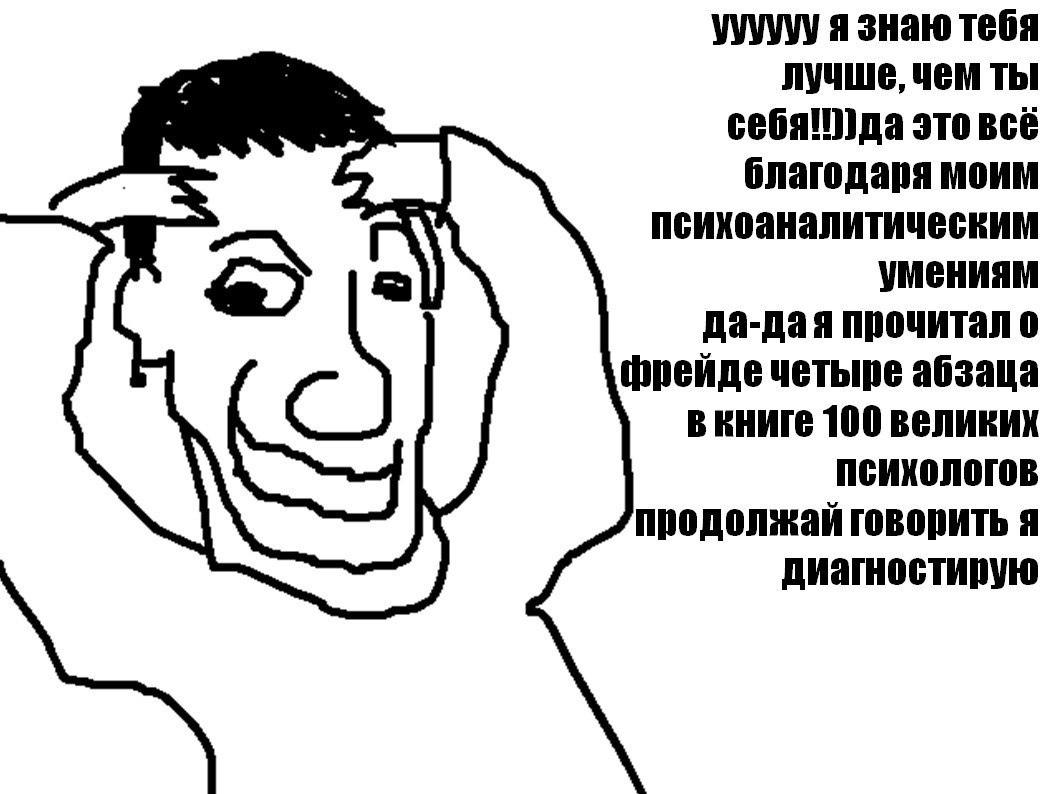 уууууу я знаю тебя
лучше, чем ты
себя!!))да это всё
благодаря моим
психоаналитическим
умениям
да-да я прочитал о
фрейде четыре абзаца
в книге 100 великих
психологов
продолжай говорить я
диагностирую